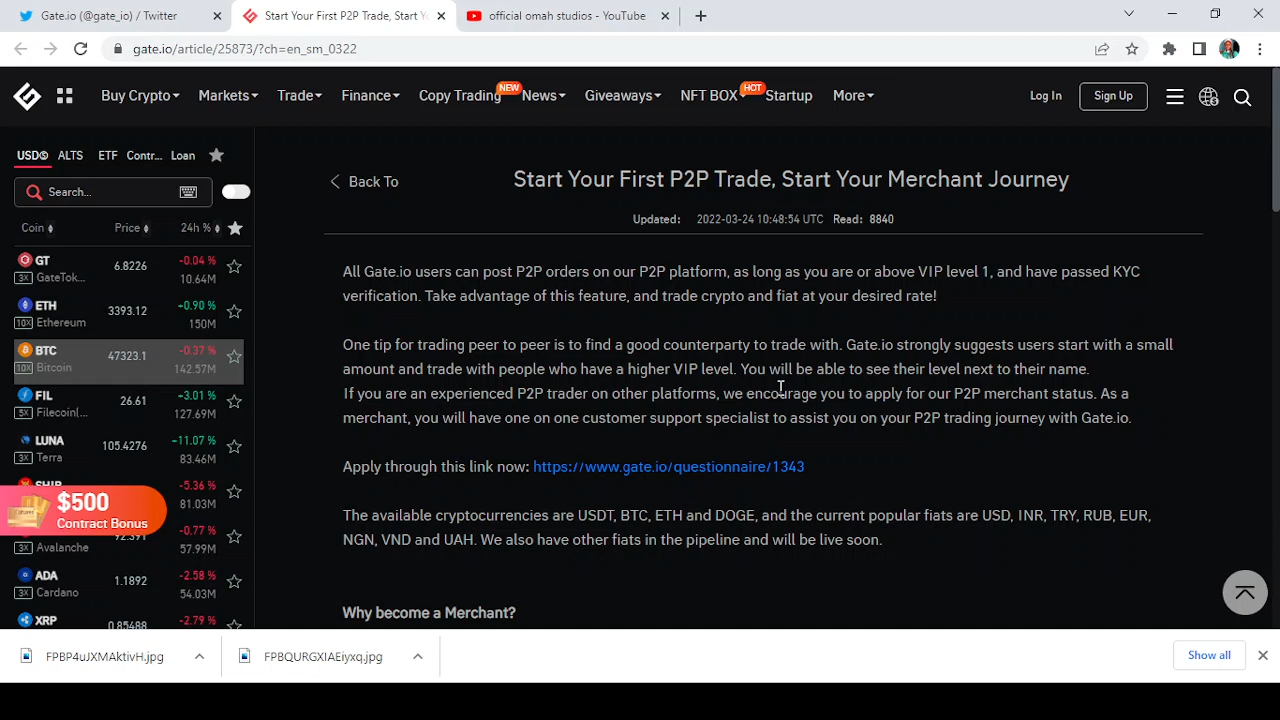 Gate.io (@gate_io) / Twitter
Start Your First P2P Trade, Start Y
official omah studios - YouTube
gate.io/article/25873/?ch=en_sm_0322
Buy Crypto
Markets
Trade
Finance
Copy Trading
NEW
News
Giveaways
NFT BOX
HOT
Startup
More
Log In
Sign Up
USD
ALTS
ETF
Contr...
Loan
Search...
Coin
Price
24h %
GT 6.8226 -0.04 %
3X GateTok... 10.64M
ETH 3393.12 +0.90 %
10X Ethereum 150M
BTC 47323.1 -0.37 %
10X Bitcoin 142.57M
FIL 26.61 +3.01 %
5X Filecoin(... 127.69M
LUNA 105.4276 +11.07 %
3X Terra 83.46M
SHIB -5.36 %
81.03M
$500
Contract Bonus
92.391 -0.77 %
3X Avalanche 57.99M
ADA 1.1892 -2.58 %
3X Cardano 54.03M
XRP 0.85488 -2.79 %
Back To
Start Your First P2P Trade, Start Your Merchant Journey
Updated: 2022-03-24 10:48:54 UTC Read: 8840
All Gate.io users can post P2P orders on our P2P platform, as long as you are or above VIP level 1, and have passed KYC
verification. Take advantage of this feature, and trade crypto and fiat at your desired rate!
One tip for trading peer to peer is to find a good counterparty to trade with. Gate.io strongly suggests users start with a small
amount and trade with people who have a higher VIP level. You will be able to see their level next to their name.
If you are an experienced P2P trader on other platforms, we encourage you to apply for our P2P merchant status. As a
merchant, you will have one on one customer support specialist to assist you on your P2P trading journey with Gate.io.
Apply through this link now: https://www.gate.io/questionnaire/1343
The available cryptocurrencies are USDT, BTC, ETH and DOGE, and the current popular fiats are USD, INR, TRY, RUB, EUR,
NGN, VND and UAH. We also have other fiats in the pipeline and will be live soon.
Why become a Merchant?
FPBP4uJXMAktivH.jpg
FPBQURGXIAEiyxq.jpg
Show all